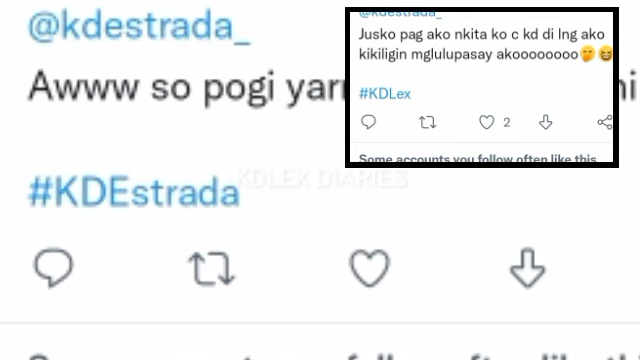 @kdestrada_
Awww so pogi
#KDEstrada
KDLEX DIARIES
@kdestrada_
Jusko pag ako nkita ko c kd di lng ako
kikiligin mglulupasay akoooooooo🤭😆
#KDLex
2
Some accounts you follow often like this